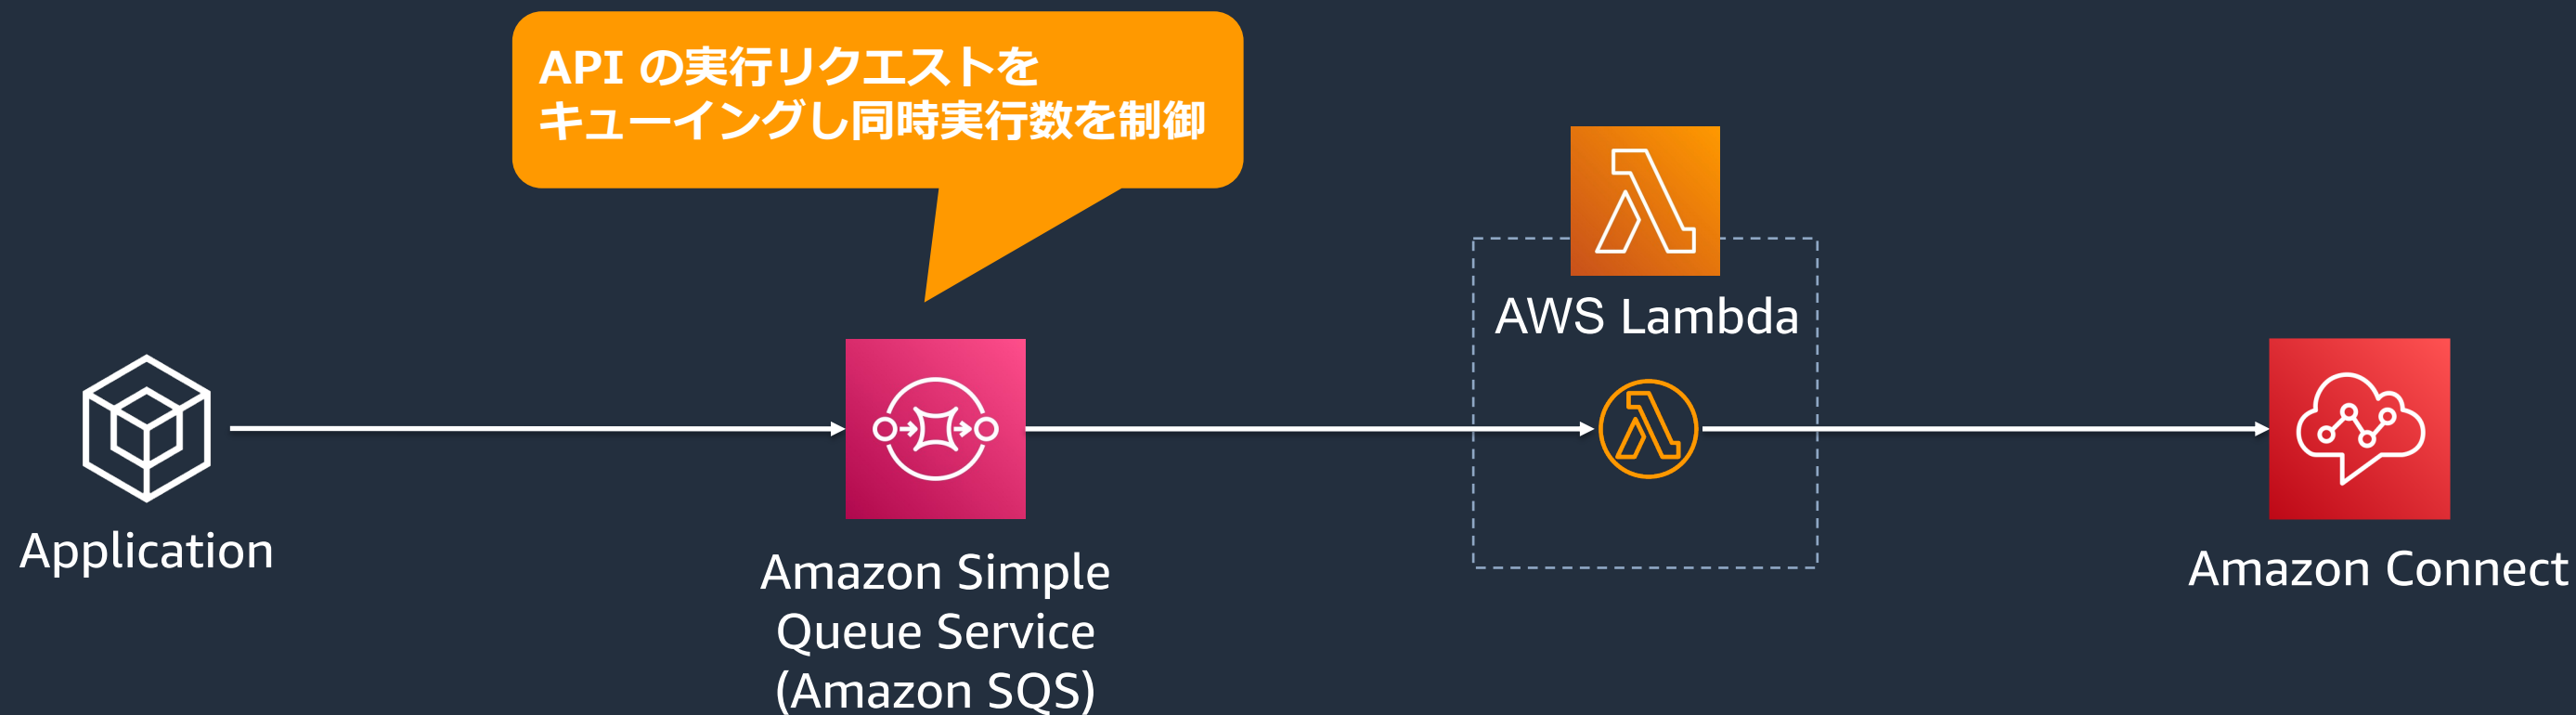 API の実行リクエストを
キューイングし同時実行数を制御
AWS Lambda
Application
Amazon Simple
Queue Service
(Amazon SQS)
Amazon Connect